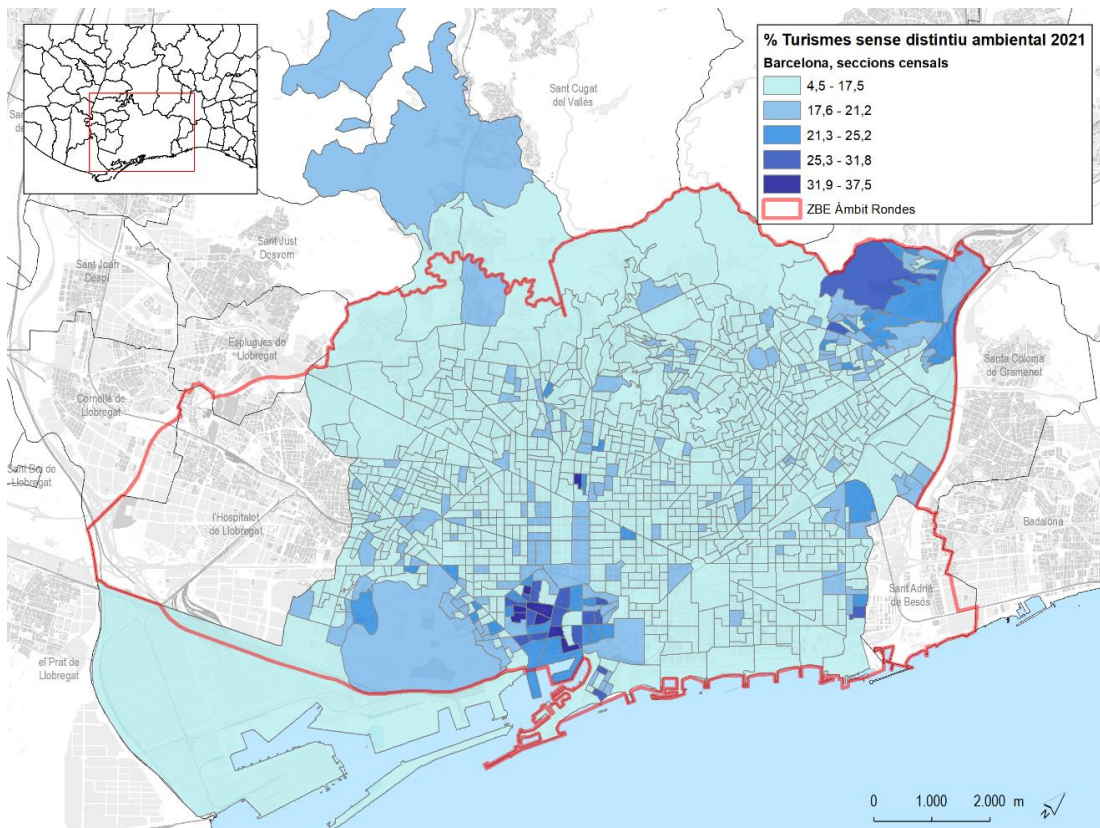 % Turismes sense distintiu ambiental 2021
Barcelona, seccions censals
4,5 - 17,5
17,6 - 21,2
21,3 - 25,2
25,3 - 31,8
31,9 - 37,5
ZBE Àmbit Rondes
Sant Cugat
del Vallès
Sant Just
Desvern
Sant Joan
Despí
Esplugues de
Llobregat
Cornellà de
Llobregat
Sant Boi de
Llobregat
l'Hospitalet
de Llobregat
el Prat de
Llobregat
Santa Coloma
de Gramenet
Badalona
Sant Adrià
de Besòs
0 1.000 2.000 m
N